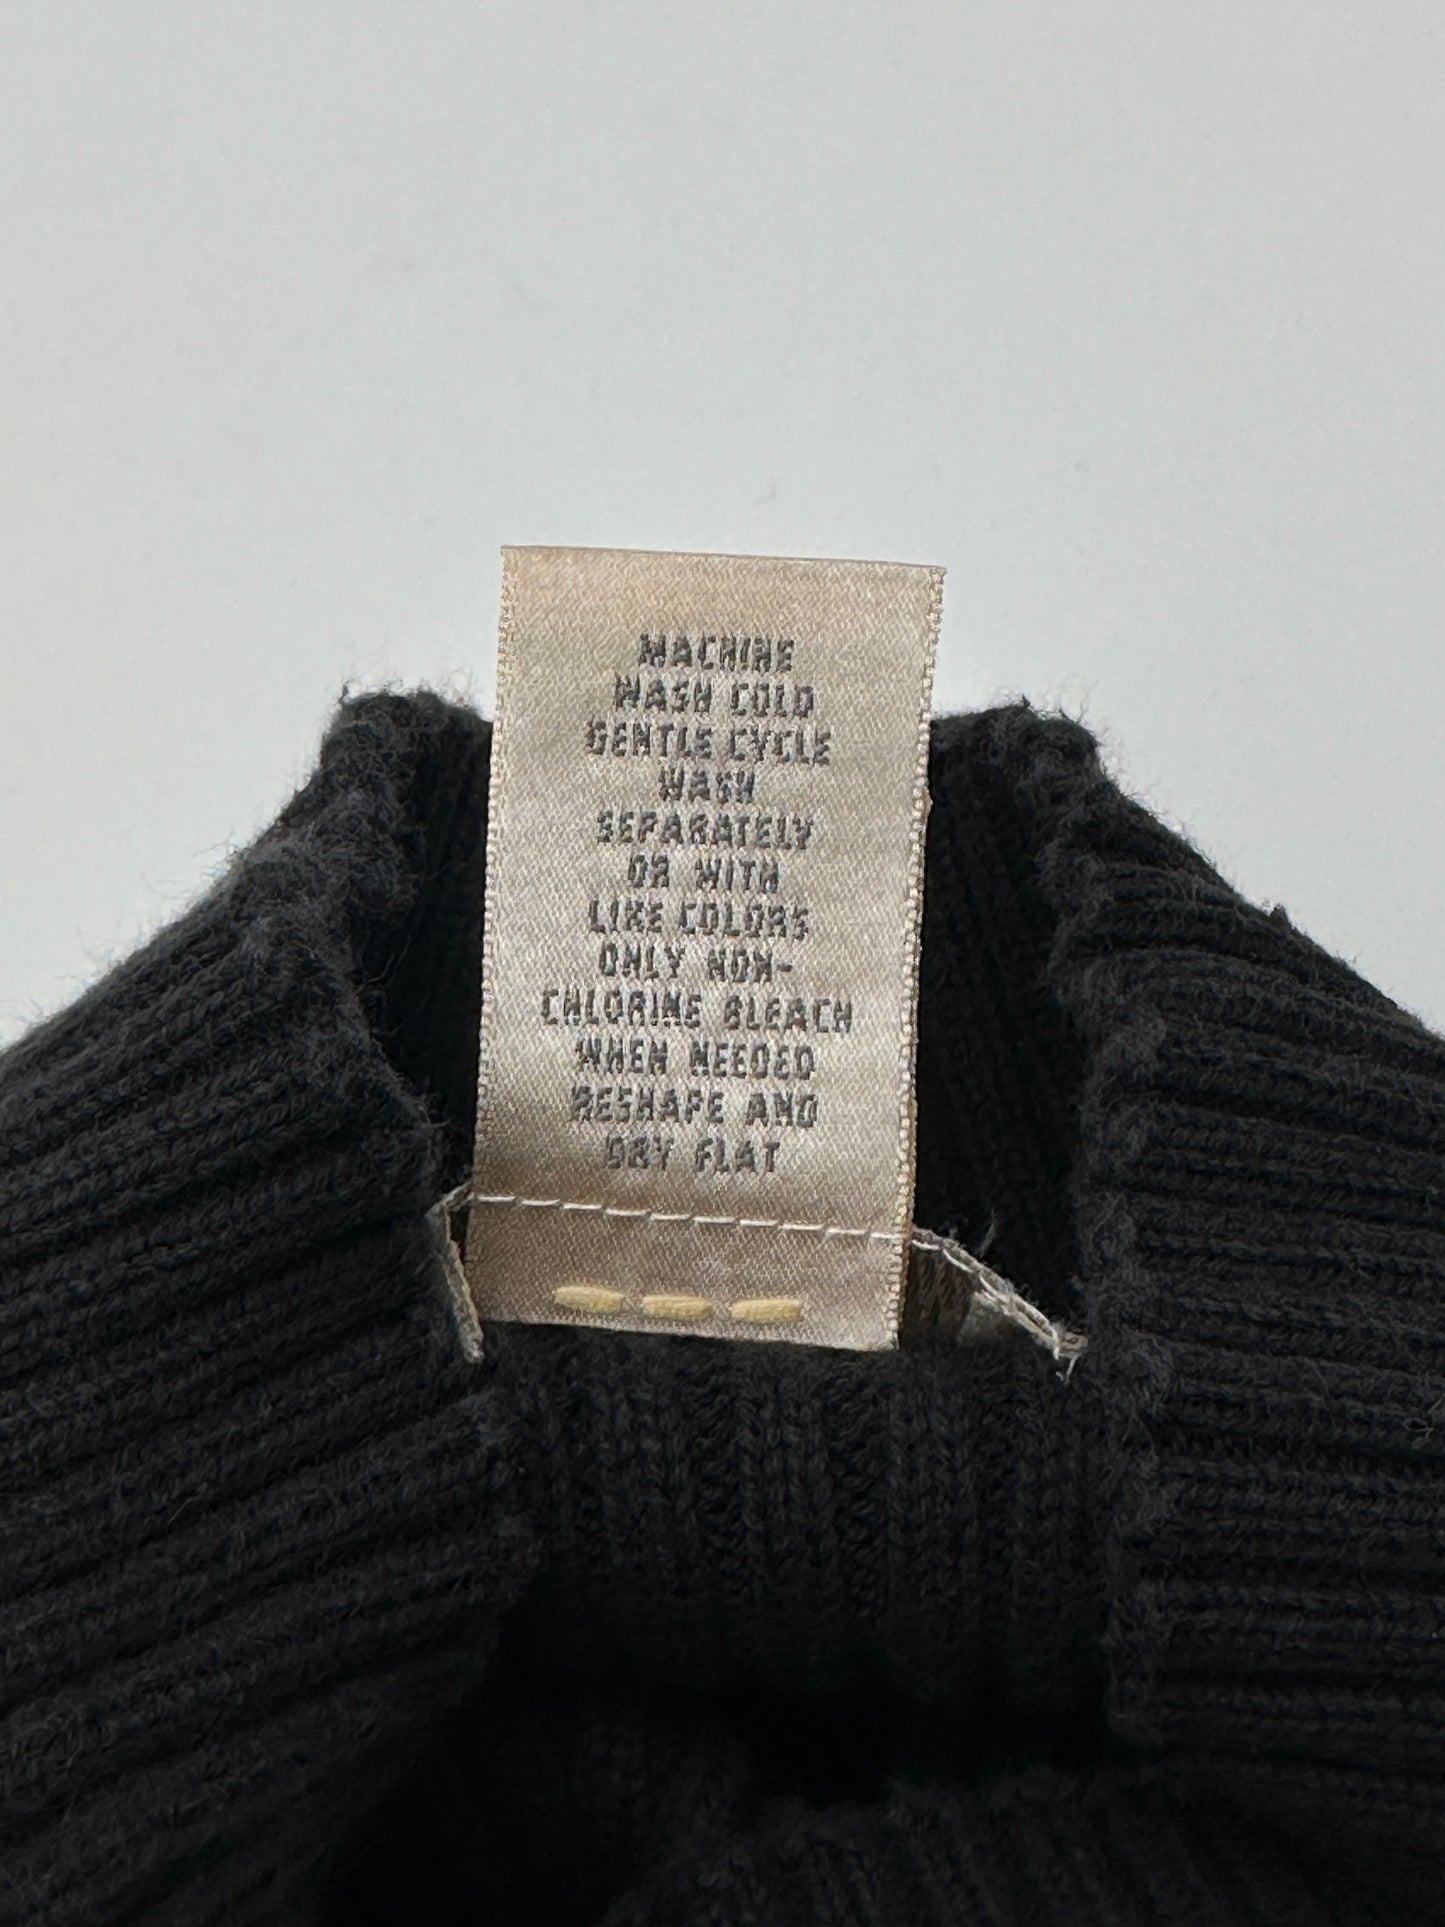 MACHINE
WASH COLD
GENTLE CYCLE
WASH
SEPARATELY
OR WITH
LIKE COLORS
ONLY NON-
CHLORINE BLEACH
WHEN NEEDED
RESHAPE AND
DRY FLAT